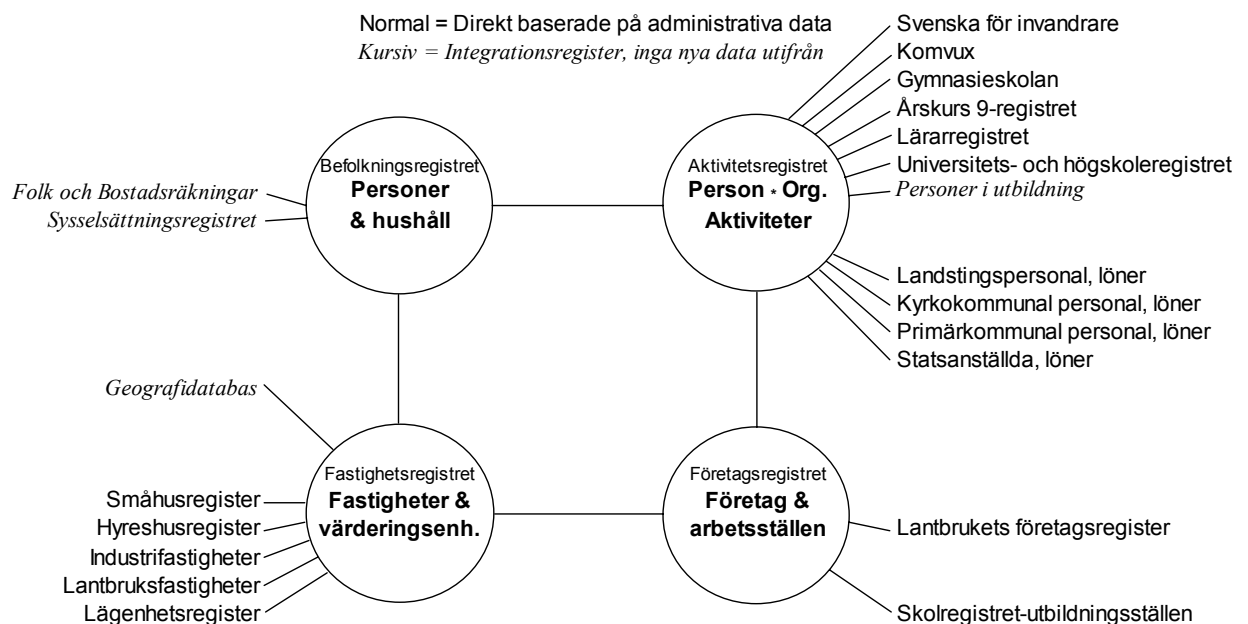 Normal = Direkt baserade på administrativa data
Kursiv = Integrationsregister, inga nya data utifrån
Svenska för invandrare
Komvux
Gymnasieskolan
Årskurs 9-registret
Lärarregistret
Universitets- och högskoleregistret
Personer i utbildning
Befolkningsregistret
Personer
& hushåll
Aktivitetsregistret
Person * Org.
Aktiviteter
Folk och Bostadsräkningar
Sysselsättningsregistret
Landstingspersonal, löner
Kyrkokommunal personal, löner
Primärkommunal personal, löner
Statsanställda, löner
Geografidatabas
Fastighetsregistret
Fastigheter &
värderingsenh.
Företagsregistret
Företag &
arbetsställen
Småhusregister
Hyreshusregister
Industrifastigheter
Lantbruksfastigheter
Lägenhetsregister
Lantbrukets företagsregister
Skolregistret-utbildningsställen